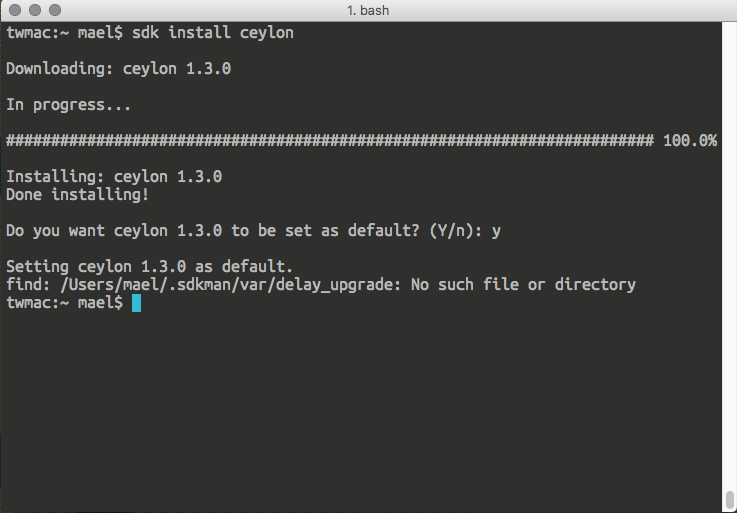 1. bash
twmac:~ mael$ sdk install ceylon
Downloading: ceylon 1.3.0
In progress...
######################################################################## 100.0%
Installing: ceylon 1.3.0
Done installing!
Do you want ceylon 1.3.0 to be set as default? (Y/n): y
Setting ceylon 1.3.0 as default.
find: /Users/mael/.sdkman/var/delay_upgrade: No such file or directory
twmac:~ mael$